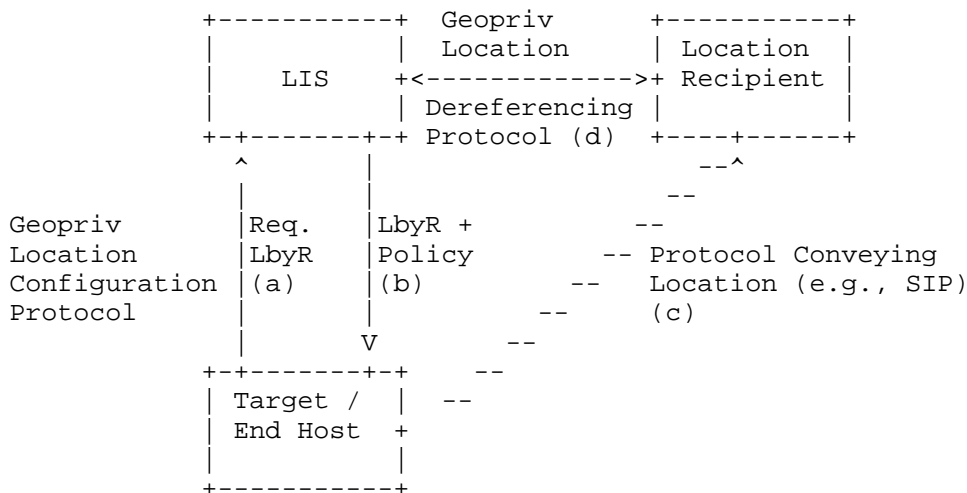 Geopriv
Location Location
LIS Recipient
Dereferencing
Protocol (d)
Geopriv Req. LbyR +
Location LbyR Policy Protocol Conveying
Configuration (a) (b) Location (e.g., SIP)
Protocol (c)
Target /
End Host